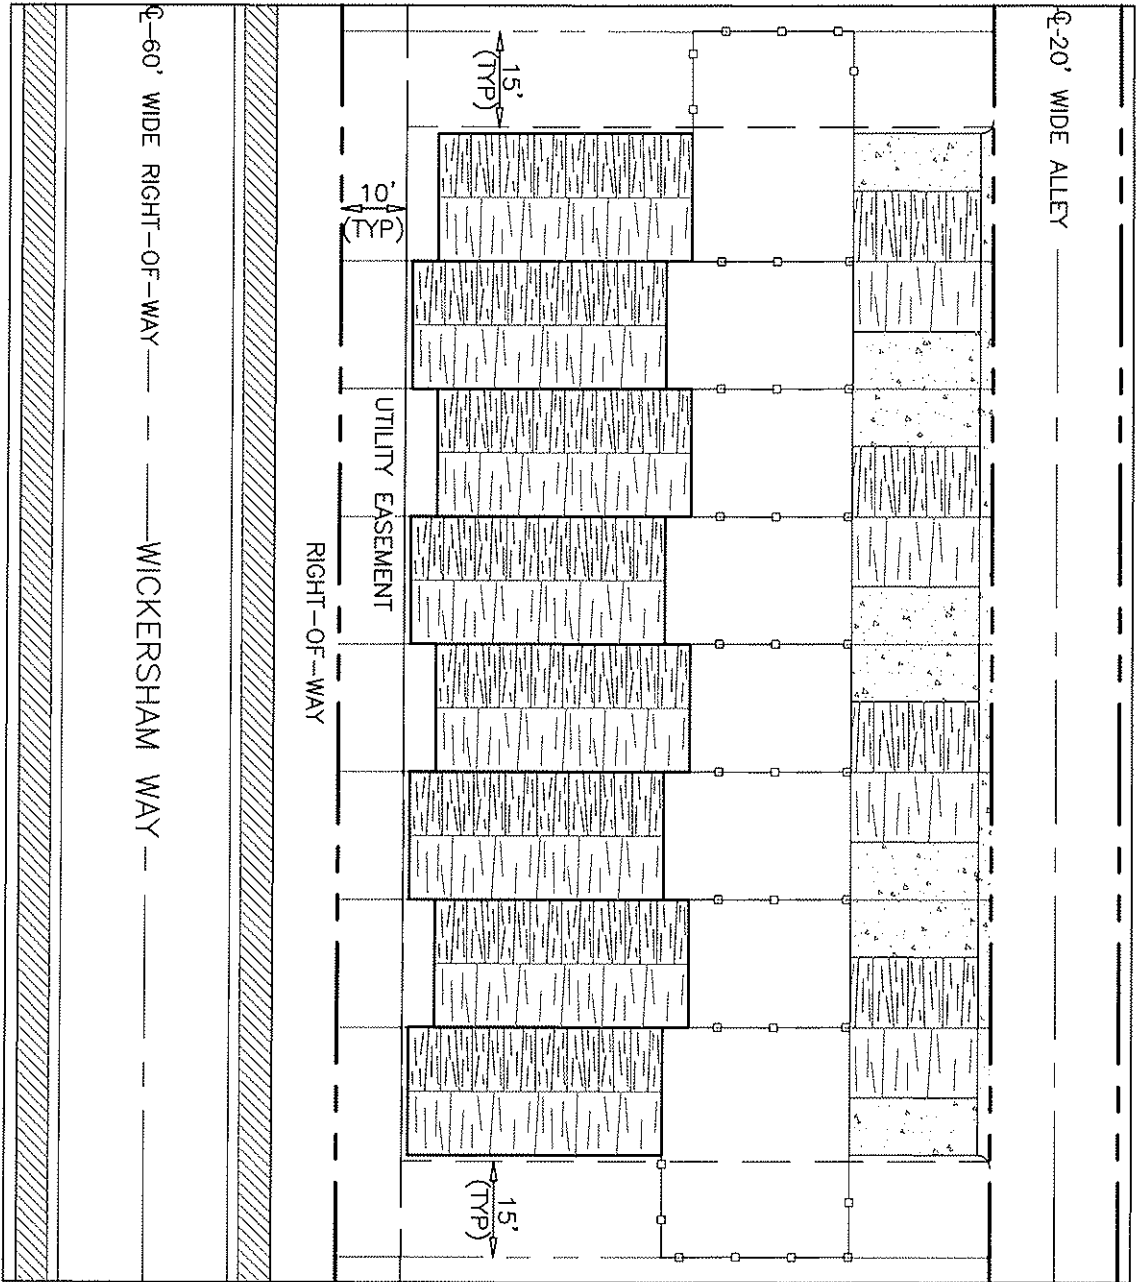 ℄-20' WIDE ALLEY
15'
(TYP)
15'
(TYP)
10'
(TYP)
UTILITY EASEMENT
RIGHT-OF-WAY
℄-60' WIDE RIGHT-OF-WAY
WICKERSHAM WAY